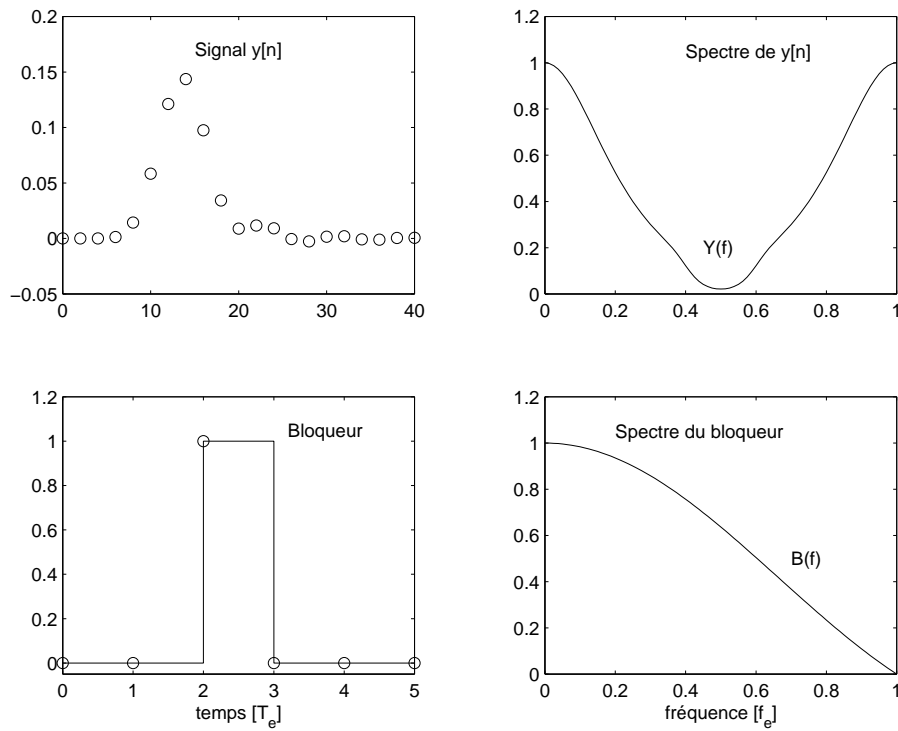 Signal y[n]
0.2
0.15
0.1
0.05
0
−0.05
0 10 20 30 40
Spectre de y[n]
1.2
1
0.8
0.6
0.4
0.2
0
Y(f)
0 0.2 0.4 0.6 0.8 1
Bloqueur
1.2
1
0.8
0.6
0.4
0.2
0
0 1 2 3 4 5
temps [T_e]
Spectre du bloqueur
1.2
1
0.8
0.6
0.4
0.2
0
B(f)
0 0.2 0.4 0.6 0.8 1
fréquence [f_e]